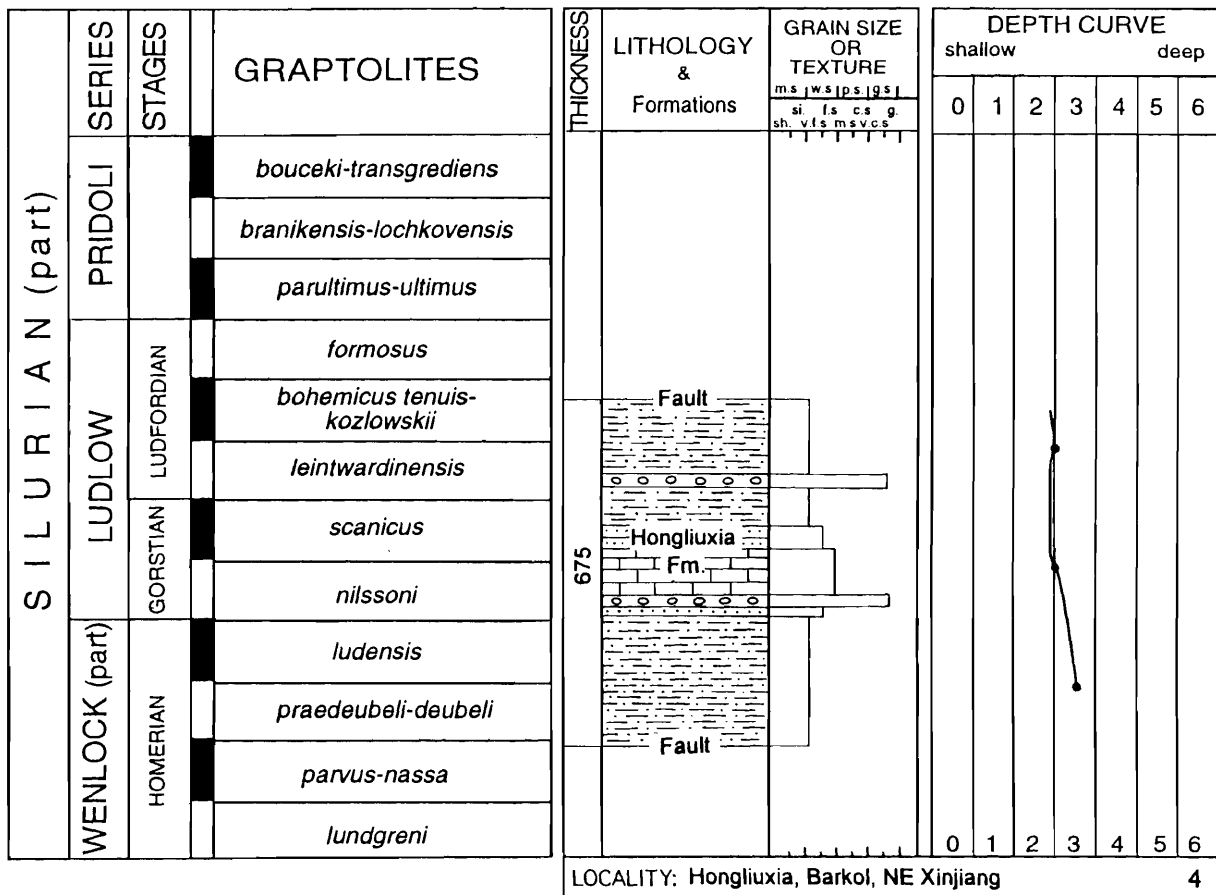 SILURIAN (part)
SERIES
STAGES
GRAPTOLITES
PRIDOLI
LUDLOW
WENLOCK (part)
LUDFORDIAN
GORSTIAN
HOMERIAN
bouceki-transgrediens
branikensis-lochkovensis
parultimus-ultimus
formosus
bohemicus tenuis-
kozlowskii
leintwardinensis
scanicus
nilssoni
ludensis
praedeubeli-deubeli
parvus-nassa
lundgreni
THICKNESS
675
LITHOLOGY
&
Formations
Fault
Hongliuxia
Fm.
Fault
GRAIN SIZE
OR
TEXTURE
m.s w.s p.s. g.s
si. f.s c.s g.
sh. v.f.s m s v.c.s
DEPTH CURVE
shallow deep
0 1 2 3 4 5 6
0 1 2 3 4 5 6
LOCALITY: Hongliuxia, Barkol, NE Xinjiang 4